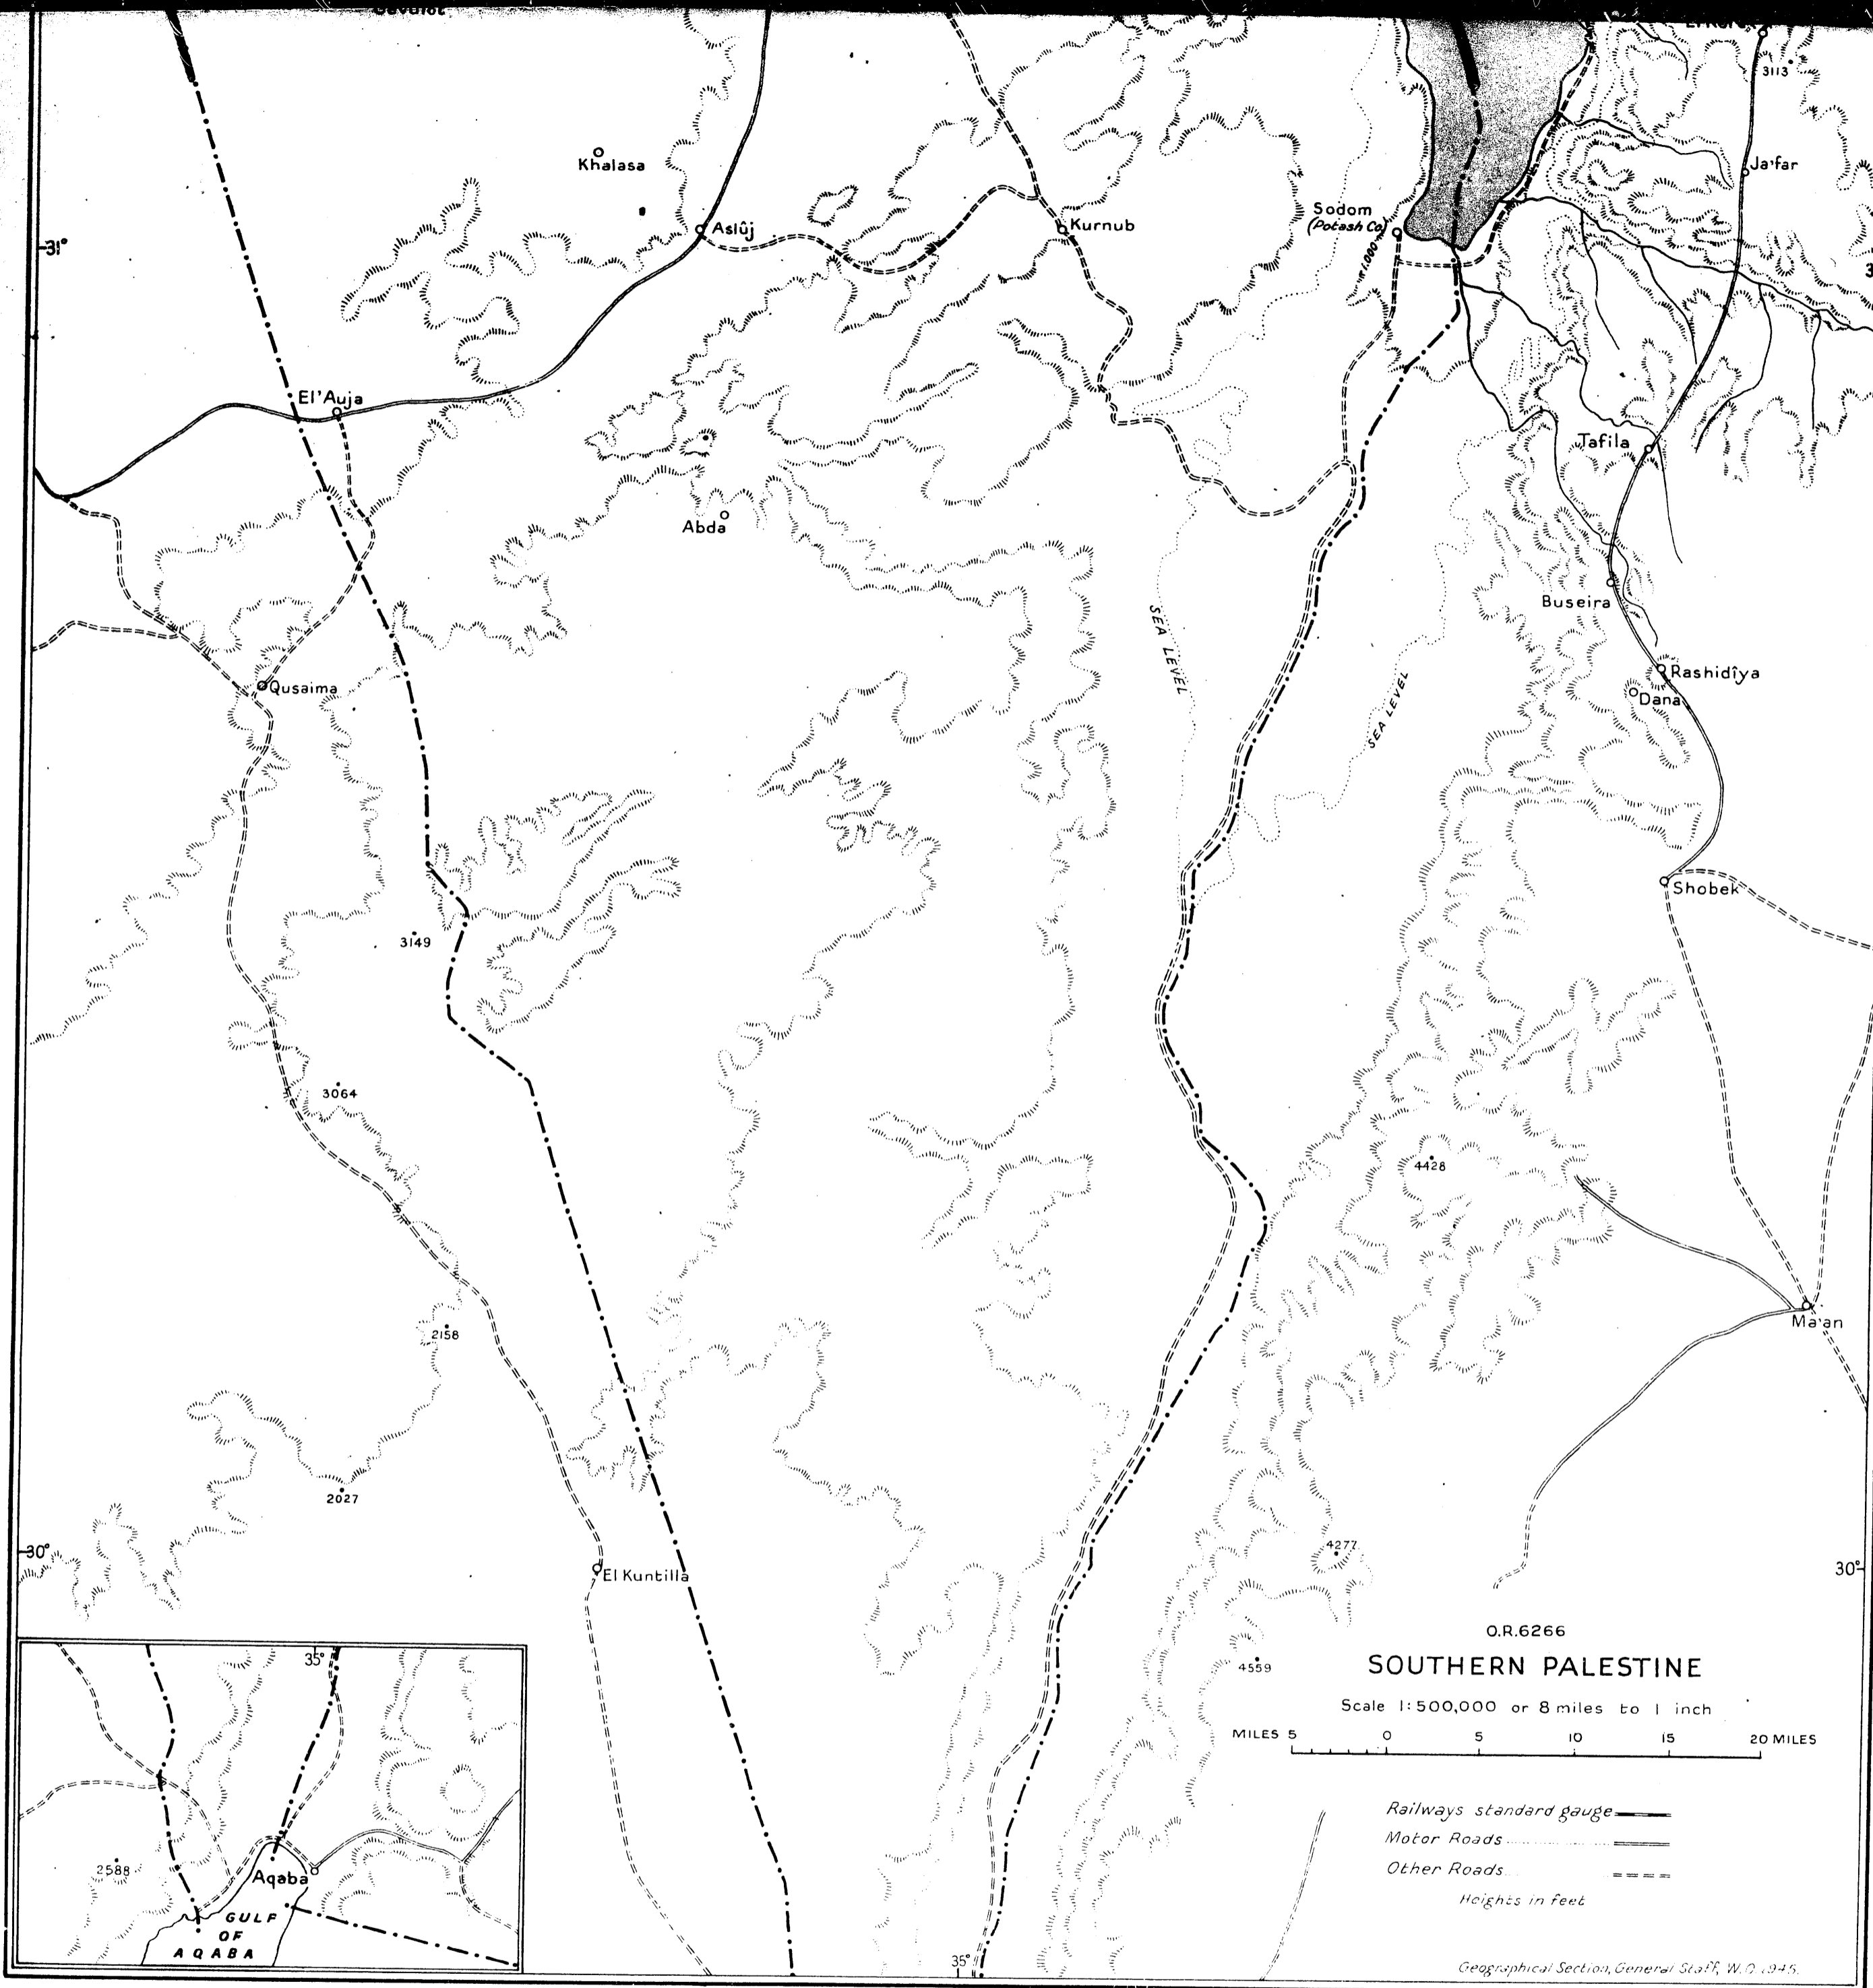 3113
Khalasa
Ja'far
Aslûj
Kurnub
Sodom
(Potash Co)
1.000
31°
3
El 'Auja
Tafila
Abda
Buseira
SEA LEVEL
SEA LEVEL
Rashidîya
Dana
Qusaima
Shobek
3149
3064
4428
Ma'an
2158
2027
4277
30°
30°
El Kuntilla
O.R.6266
SOUTHERN PALESTINE
4559
Scale 1:500,000 or 8 miles to 1 inch
MILES 5 0 5 10 15 20 MILES
35°
Railways standard gauge
Motor Roads
Other Roads
Heights in feet
2588
Aqaba
GULF
OF
AQABA
35°
Geographical Section, General Staff, W.O. 1945.